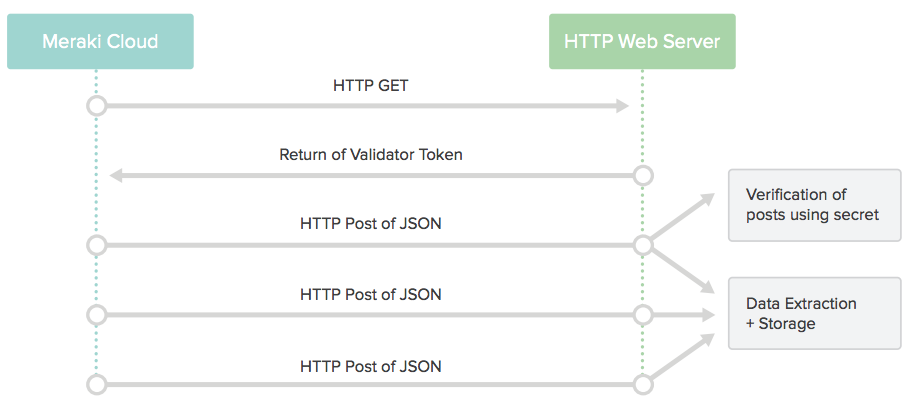 Meraki Cloud
HTTP Web Server
HTTP GET
Return of Validator Token
HTTP Post of JSON
Verification of
posts using secret
HTTP Post of JSON
Data Extraction
+ Storage
HTTP Post of JSON